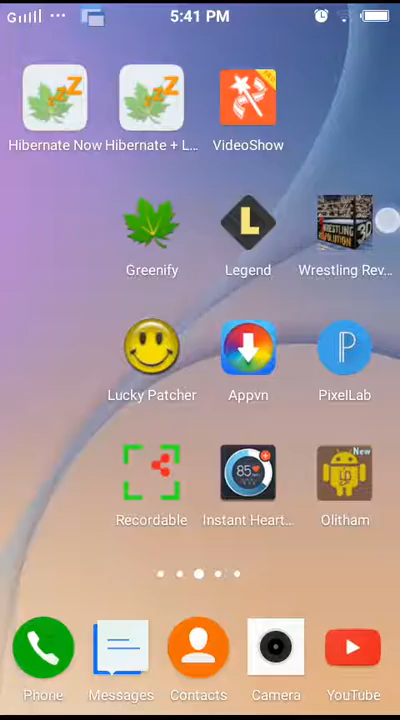 5:41 PM
Hibernate Now
Hibernate + L...
VideoShow
Greenify
Legend
Wrestling Rev...
Lucky Patcher
Appvn
PixelLab
Recordable
Instant Heart...
Olitham
Phone
Messages
Contacts
Camera
YouTube